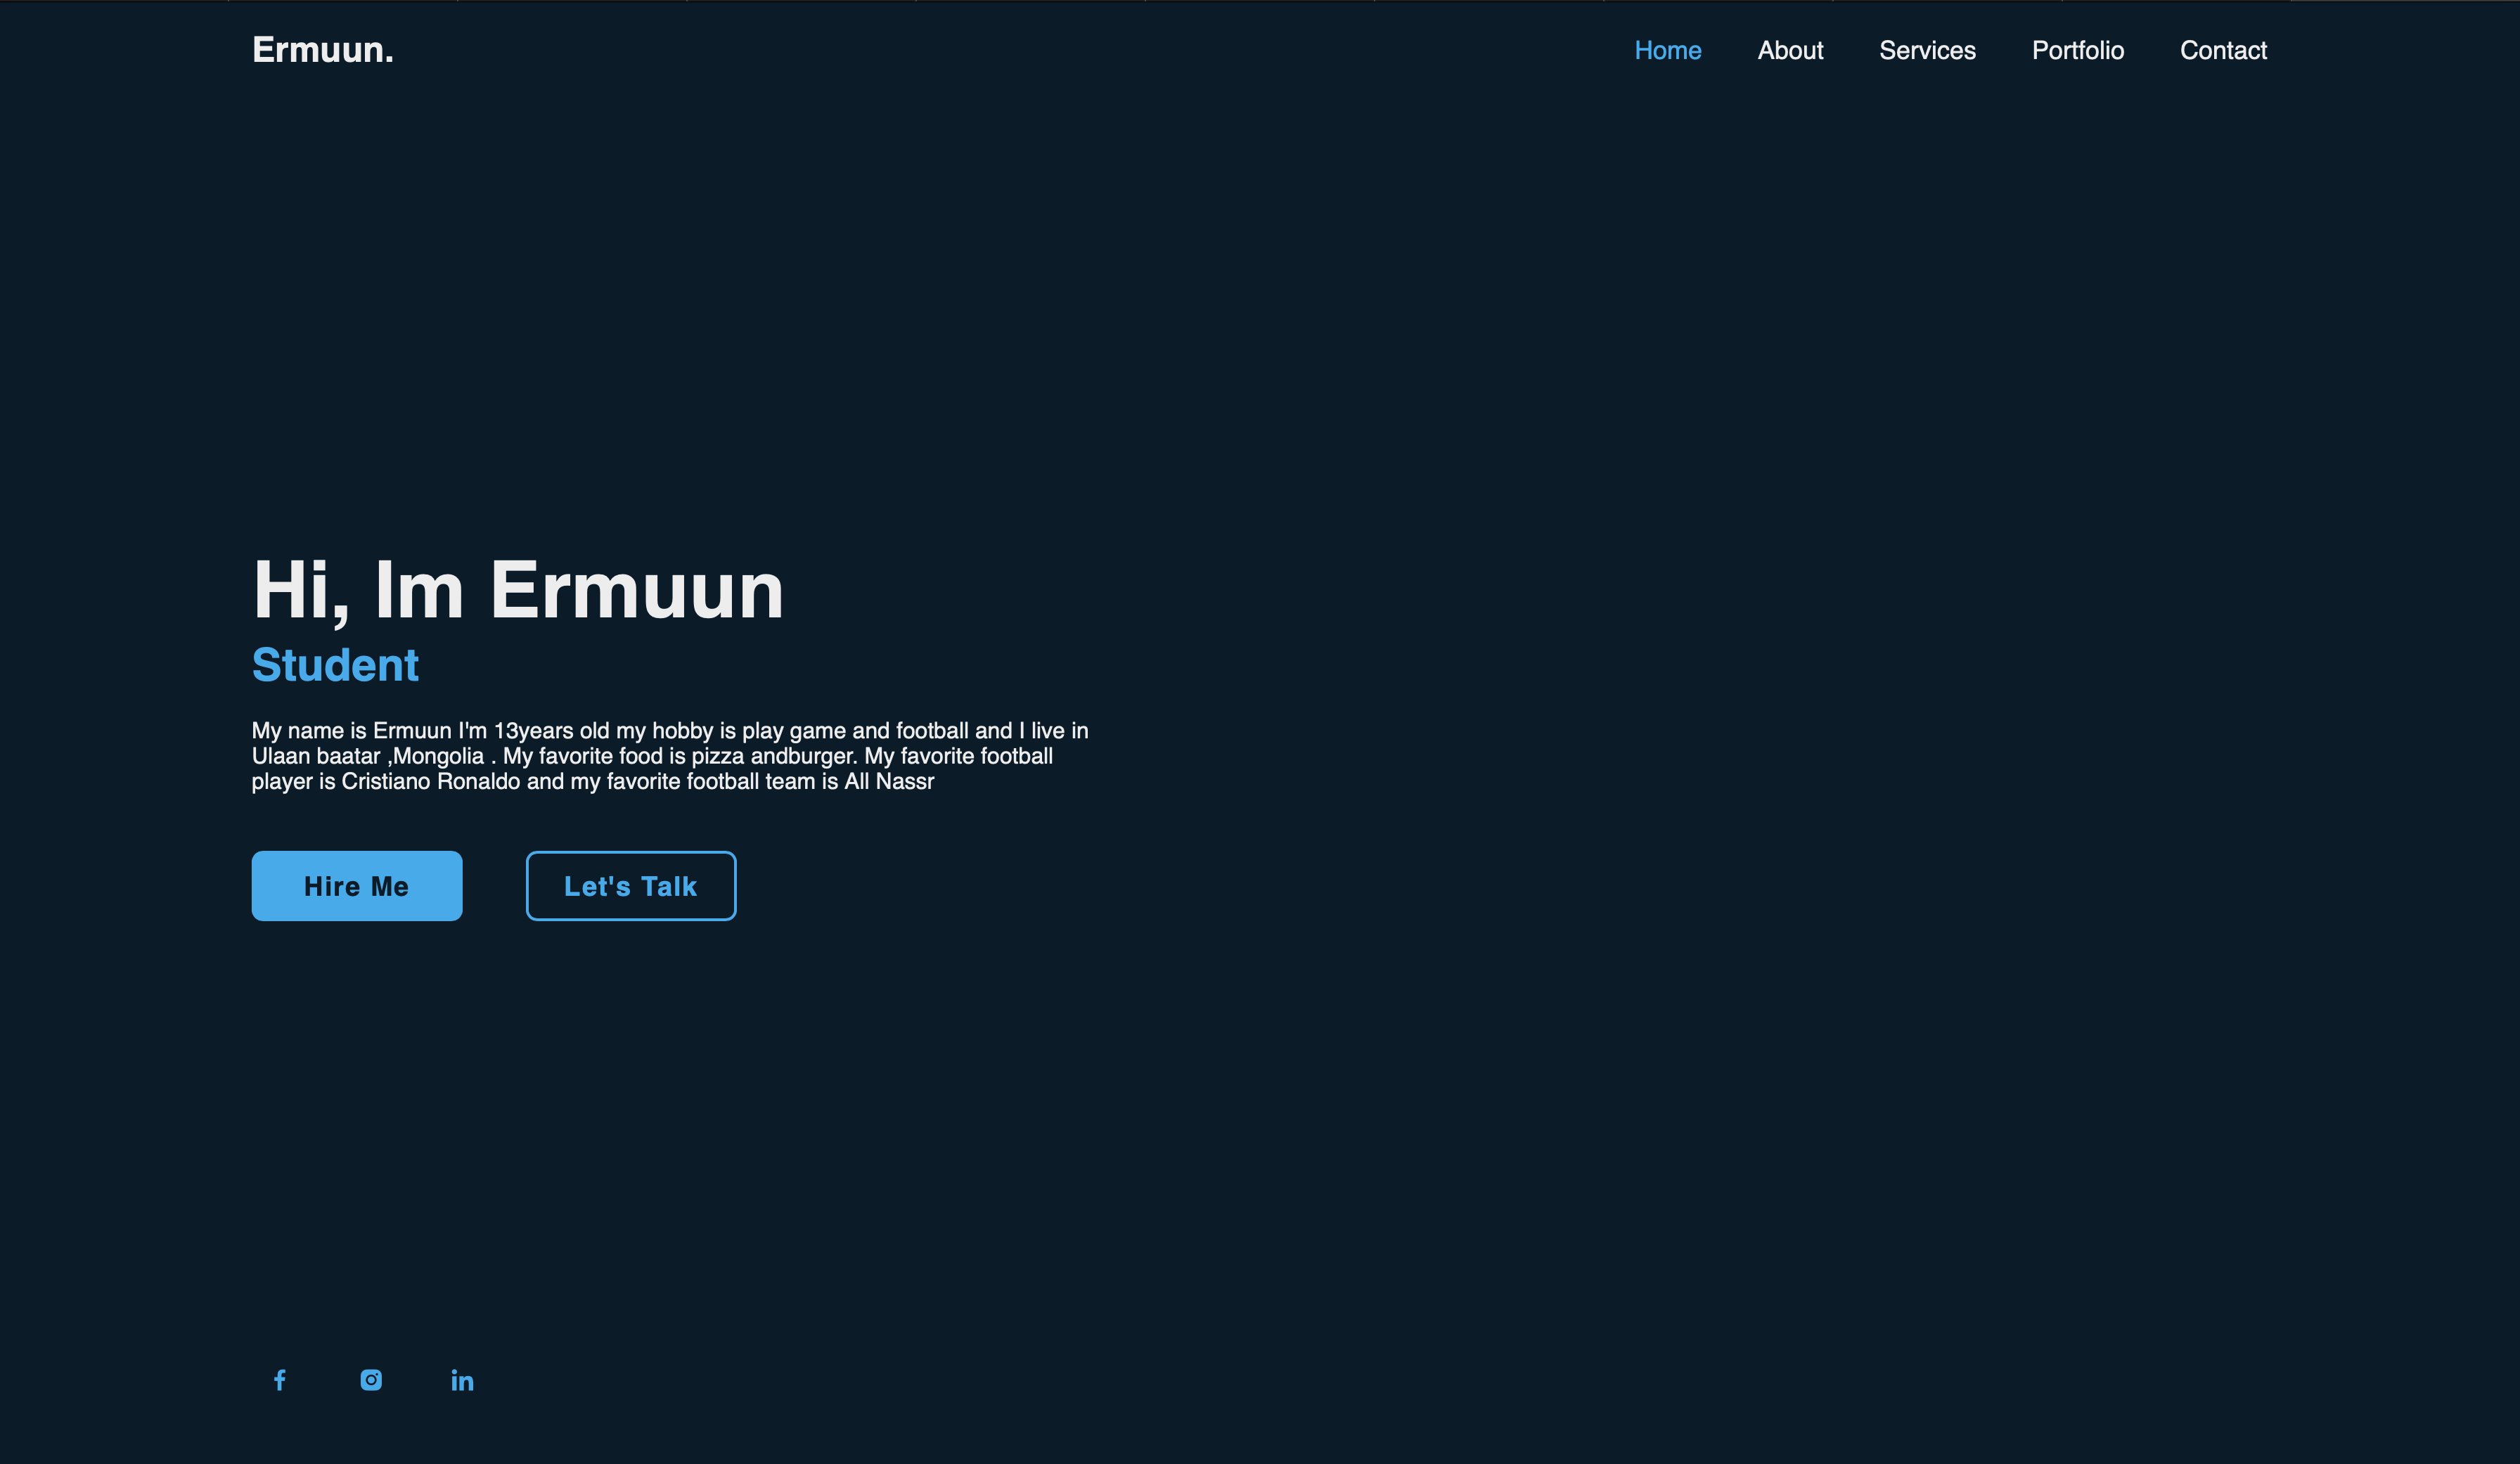 Ermuun.
Home About Services Portfolio Contact
Hi, Im Ermuun
Student
My name is Ermuun I'm 13years old my hobby is play game and football and I live in
Ulaan baatar ,Mongolia . My favorite food is pizza andburger. My favorite football
player is Cristiano Ronaldo and my favorite football team is All Nassr
Hire Me Let's Talk